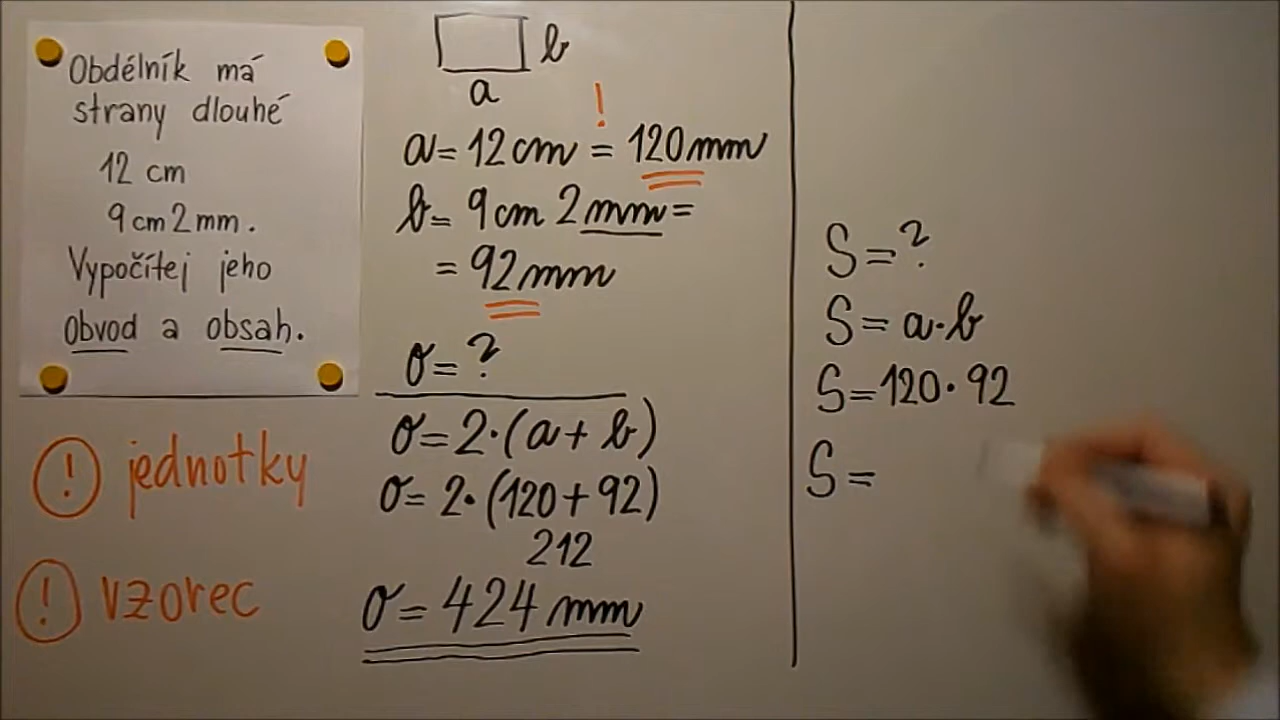 Obdélník má
strany dlouhé
12 cm
9 cm 2 mm.
Vypočítej jeho
obvod a obsah.
! jednotky
! vzorec
b
a
!
a = 12 cm = 120 mm
b = 9 cm 2 mm =
= 92 mm
o = ?
o = 2·(a + b)
o = 2·(120 + 92)
212
o = 424 mm
S = ?
S = a·b
S = 120·92
S =